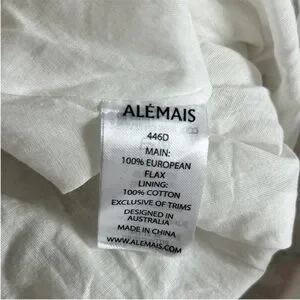 ALÉMAIS
446D
MAIN:
100% EUROPEAN
FLAX
LINING:
100% COTTON
EXCLUSIVE OF TRIMS
DESIGNED IN
AUSTRALIA
MADE IN CHINA
WWW.ALEMAIS.COM